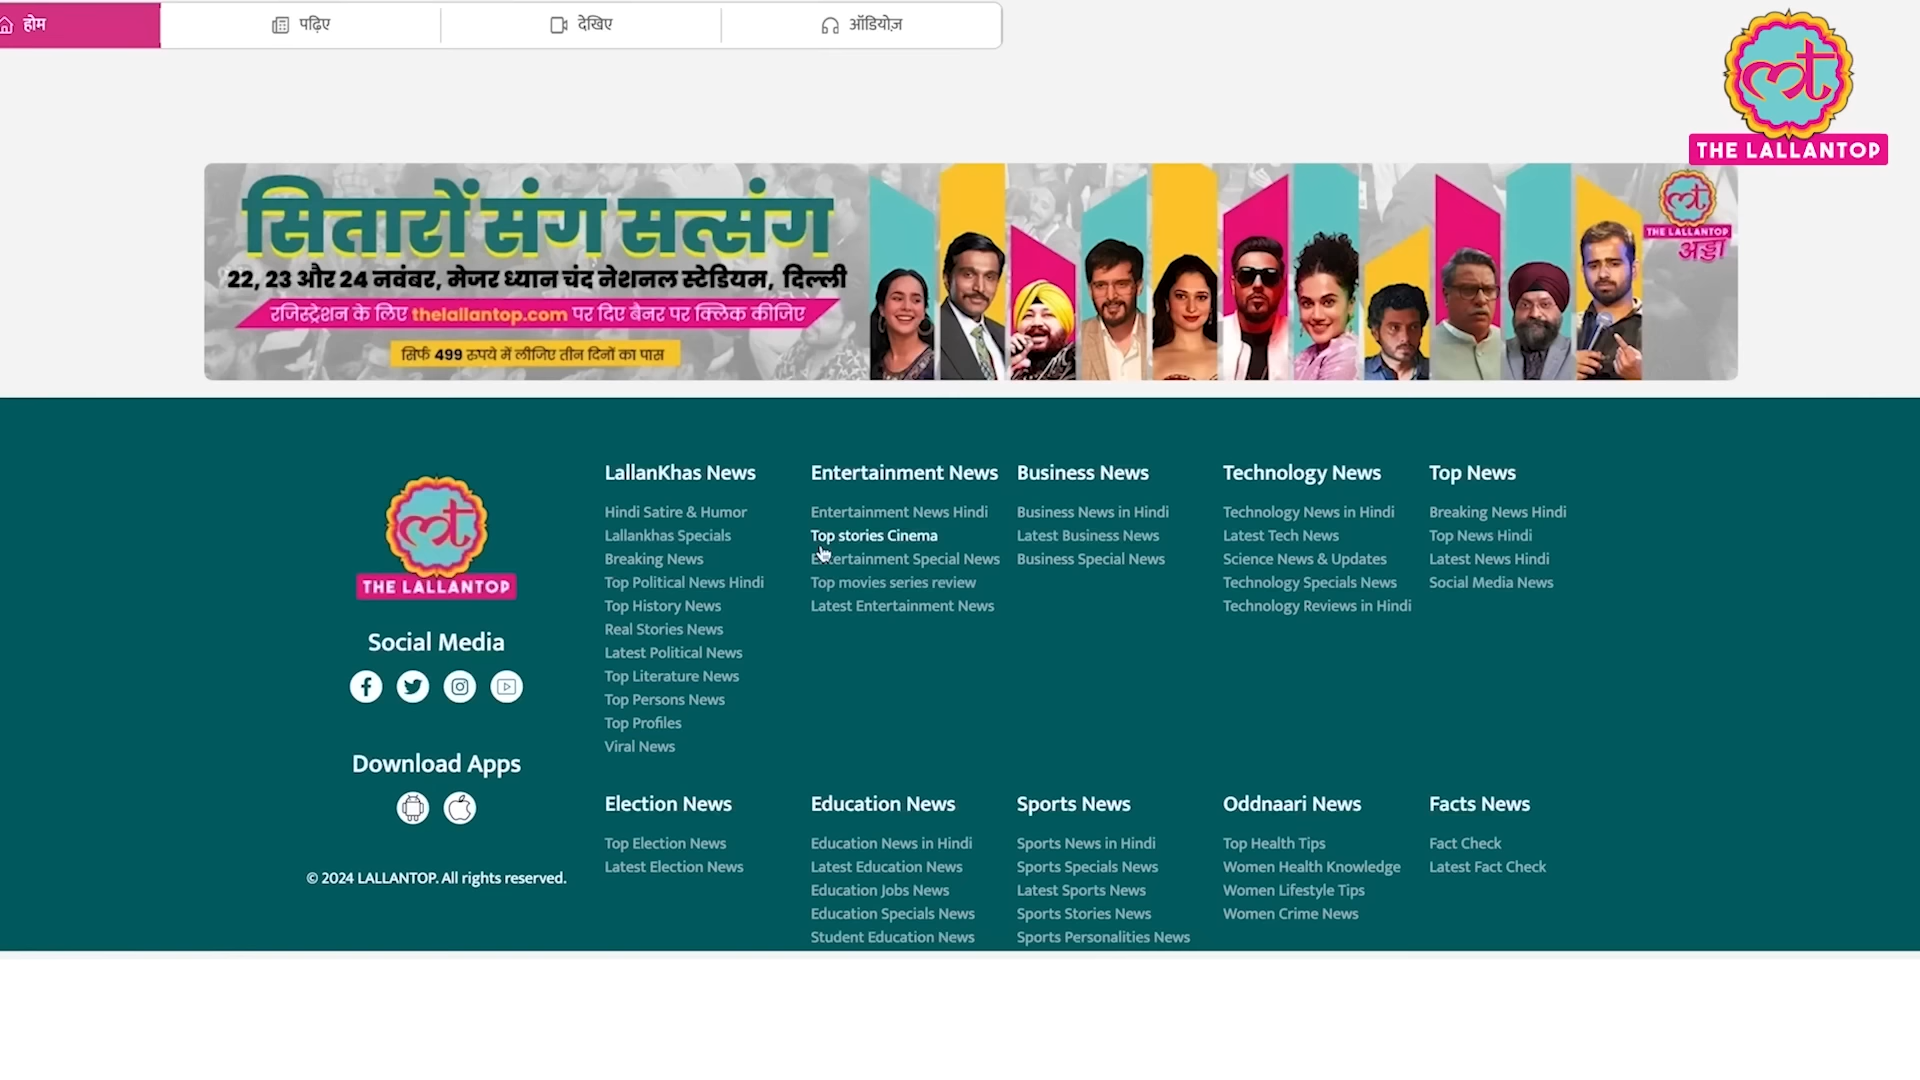 होम
पढ़िए
देखिए
ऑडियोज़
THE LALLANTOP
सितारों संग सत्संग
22, 23 और 24 नवंबर, मेजर ध्यान चंद नेशनल स्टेडियम, दिल्ली
रजिस्ट्रेशन के लिए thelallantop.com पर दिए बैनर पर क्लिक कीजिए
सिर्फ 499 रुपये में लीजिए तीन दिनों का पास
THE LALLANTOP
अड्डा
THE LALLANTOP
Social Media
Download Apps
© 2024 LALLANTOP. All rights reserved.
LallanKhas News
Hindi Satire & Humor
Lallankhas Specials
Breaking News
Top Political News Hindi
Top History News
Real Stories News
Latest Political News
Top Literature News
Top Persons News
Top Profiles
Viral News
Entertainment News
Entertainment News Hindi
Top stories Cinema
Entertainment Special News
Top movies series review
Latest Entertainment News
Business News
Business News in Hindi
Latest Business News
Business Special News
Technology News
Technology News in Hindi
Latest Tech News
Science News & Updates
Technology Specials News
Technology Reviews in Hindi
Top News
Breaking News Hindi
Top News Hindi
Latest News Hindi
Social Media News
Election News
Top Election News
Latest Election News
Education News
Education News in Hindi
Latest Education News
Education Jobs News
Education Specials News
Student Education News
Sports News
Sports News in Hindi
Sports Specials News
Latest Sports News
Sports Stories News
Sports Personalities News
Oddnaari News
Top Health Tips
Women Health Knowledge
Women Lifestyle Tips
Women Crime News
Facts News
Fact Check
Latest Fact Check